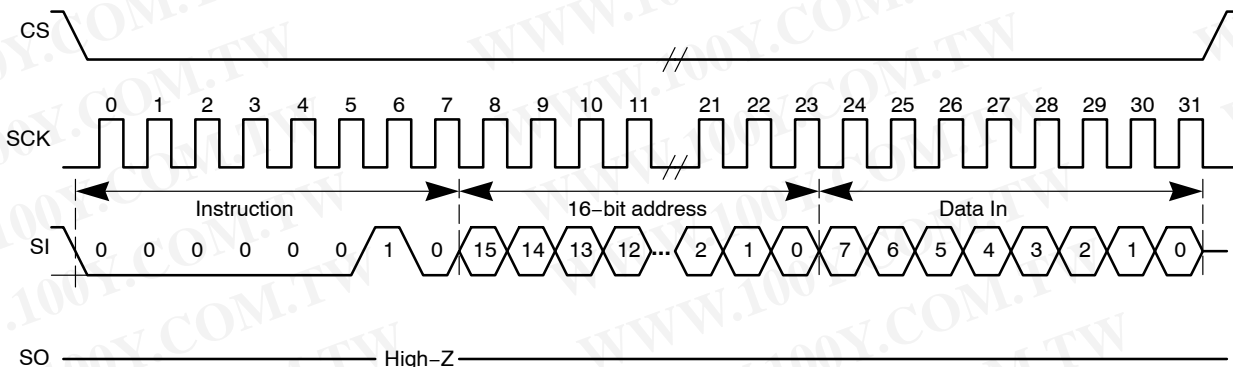 CS
0 1 2 3 4 5 6 7 8 9 10 11 21 22 23 24 25 26 27 28 29 30 31
SCK
Instruction 16−bit address Data In
SI 0 0 0 0 0 0 1 0 15 14 13 12 ... 2 1 0 7 6 5 4 3 2 1 0
SO High−Z
WWW.100Y.COM.TW